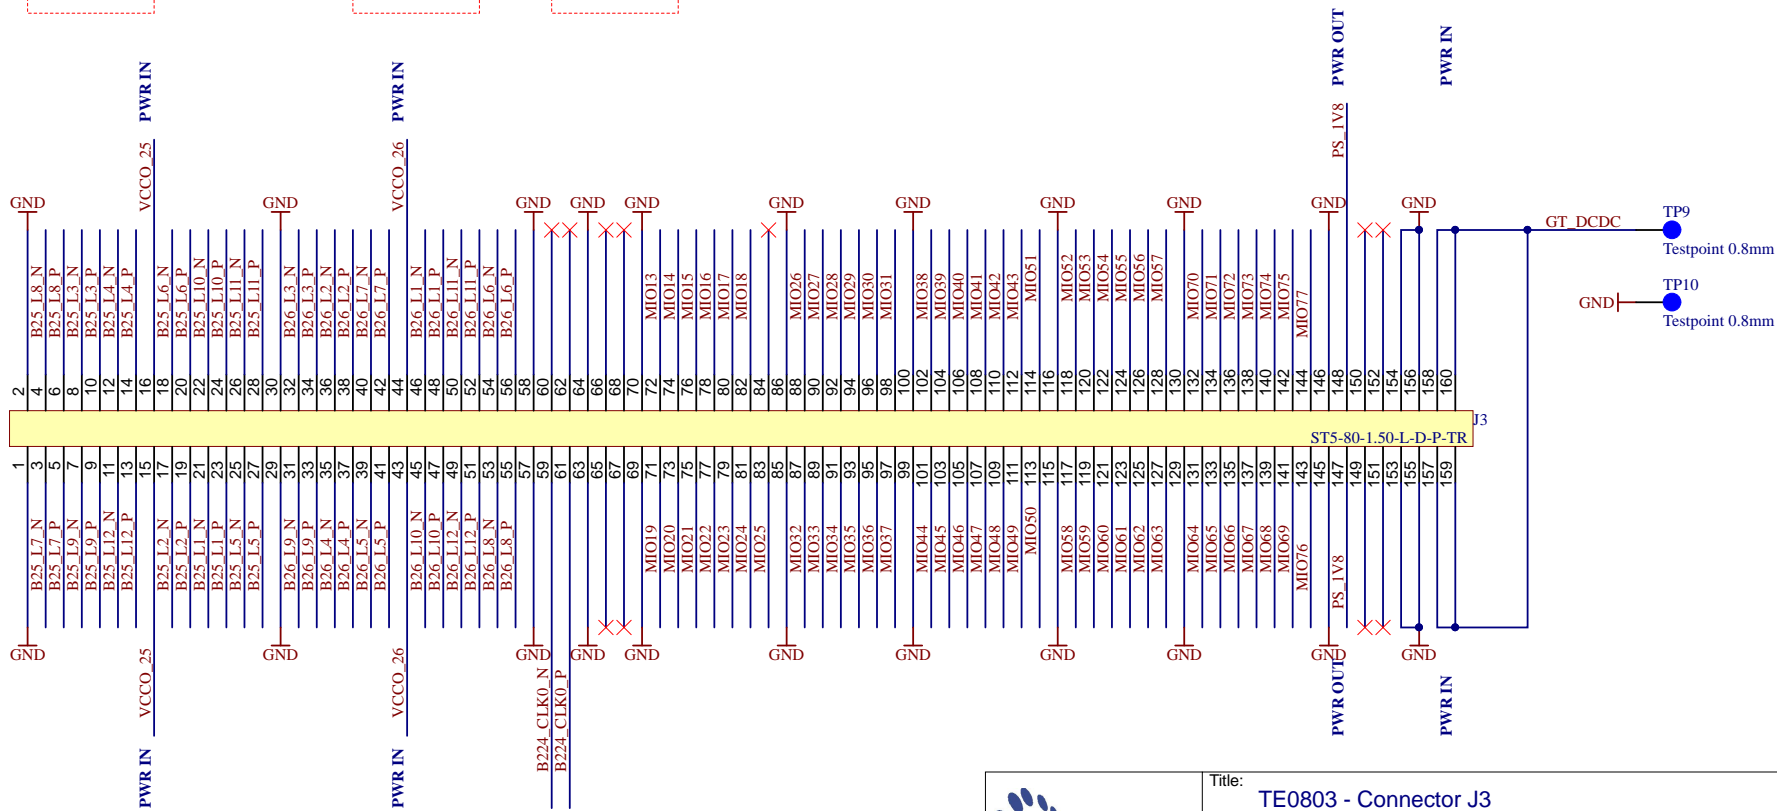 PWR IN
PWR IN
PWR OUT
PWR IN
VCCO_25
VCCO_26
PS_1V8
GND GND GND GND GND GND GND GND GND GND GND
B25_L8_N
B25_L8_P
B25_L3_N
B25_L3_P
B25_L4_N
B25_L4_P
B25_L6_N
B25_L6_P
B25_L10_N
B25_L10_P
B25_L11_N
B25_L11_P
B26_L3_N
B26_L3_P
B26_L2_N
B26_L2_P
B26_L7_N
B26_L7_P
B26_L1_N
B26_L1_P
B26_L11_N
B26_L11_P
B26_L6_N
B26_L6_P
MIO13
MIO14
MIO15
MIO16
MIO17
MIO18
MIO26
MIO27
MIO28
MIO29
MIO30
MIO31
MIO38
MIO39
MIO40
MIO41
MIO42
MIO43
MIO51
MIO52
MIO53
MIO54
MIO55
MIO56
MIO57
MIO70
MIO71
MIO72
MIO73
MIO74
MIO75
MIO77
GT_DCDC
TP9
Testpoint 0.8mm
TP10
GND
Testpoint 0.8mm
2 4 6 8 10 12 14 16 18 20 22 24 26 28 30 32 34 36 38 40 42 44 46 48 50 52 54 56 58 60 62 64 66 68 70 72 74 76 78 80 82 84 86 88 90 92 94 96 98 100 102 104 106 108 110 112 114 116 118 120 122 124 126 128 130 132 134 136 138 140 142 144 146 148 150 152 154 156 158 160
J3
ST5-80-1.50-L-D-P-TR
1 3 5 7 9 11 13 15 17 19 21 23 25 27 29 31 33 35 37 39 41 43 45 47 49 51 53 55 57 59 61 63 65 67 69 71 73 75 77 79 81 83 85 87 89 91 93 95 97 99 101 103 105 107 109 111 113 115 117 119 121 123 125 127 129 131 133 135 137 139 141 143 145 147 149 151 153 155 157 159
B25_L7_N
B25_L7_P
B25_L9_N
B25_L9_P
B25_L12_N
B25_L12_P
B25_L2_N
B25_L2_P
B25_L1_N
B25_L1_P
B25_L5_N
B25_L5_P
B26_L9_N
B26_L9_P
B26_L4_N
B26_L4_P
B26_L5_N
B26_L5_P
B26_L10_N
B26_L10_P
B26_L12_N
B26_L12_P
B26_L8_N
B26_L8_P
MIO19
MIO20
MIO21
MIO22
MIO23
MIO24
MIO25
MIO32
MIO33
MIO34
MIO35
MIO36
MIO37
MIO44
MIO45
MIO46
MIO47
MIO48
MIO49
MIO50
MIO58
MIO59
MIO60
MIO61
MIO62
MIO63
MIO64
MIO65
MIO66
MIO67
MIO68
MIO69
MIO76
PS_1V8
GND GND GND GND GND GND GND GND GND GND GND
VCCO_25
VCCO_26
B224_CLK0_N
B224_CLK0_P
PWR OUT
PWR IN
PWR IN
PWR IN
Title:
TE0803 - Connector J3